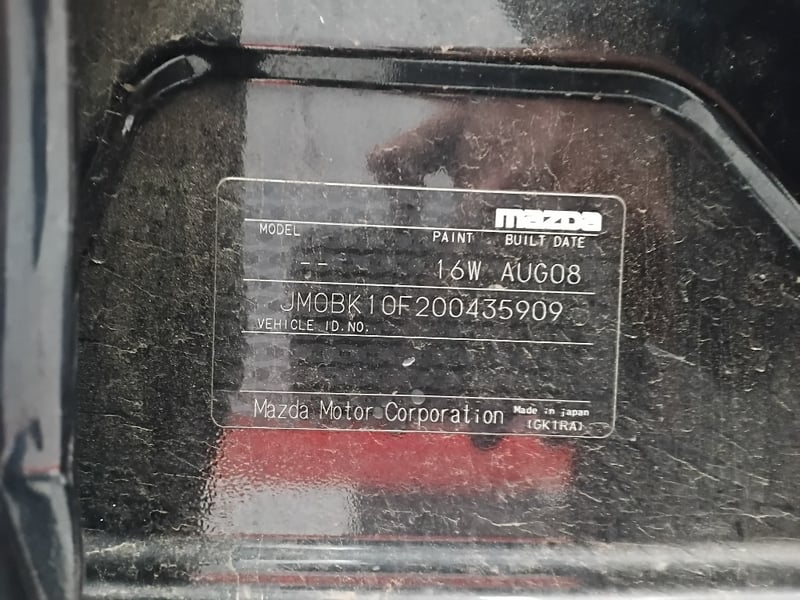 mazda
MODEL PAINT BUILT DATE
-- 16W AUG08
JM0BK10F200435909
VEHICLE ID.NO.
Mazda Motor Corporation Made in japan
(GK1RA)